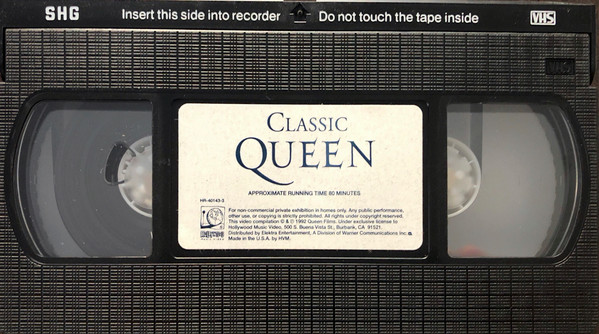 SHG Insert this side into recorder Do not touch the tape inside VHS
CLASSIC
QUEEN
APPROXIMATE RUNNING TIME 80 MINUTES
HR-40143-3
For non-commercial private exhibition in homes only. Any public performance,
other use, or copying is strictly prohibited. All rights under copyright reserved.
This video compilation © & ℗ 1992 Queen Films. Under exclusive license to
Hollywood Music Video, 500 S. Buena Vista St., Burbank, CA 91521.
Distributed by Elektra Entertainment, A Division of Warner Communications Inc.
Made in the U.S.A. by HVM.